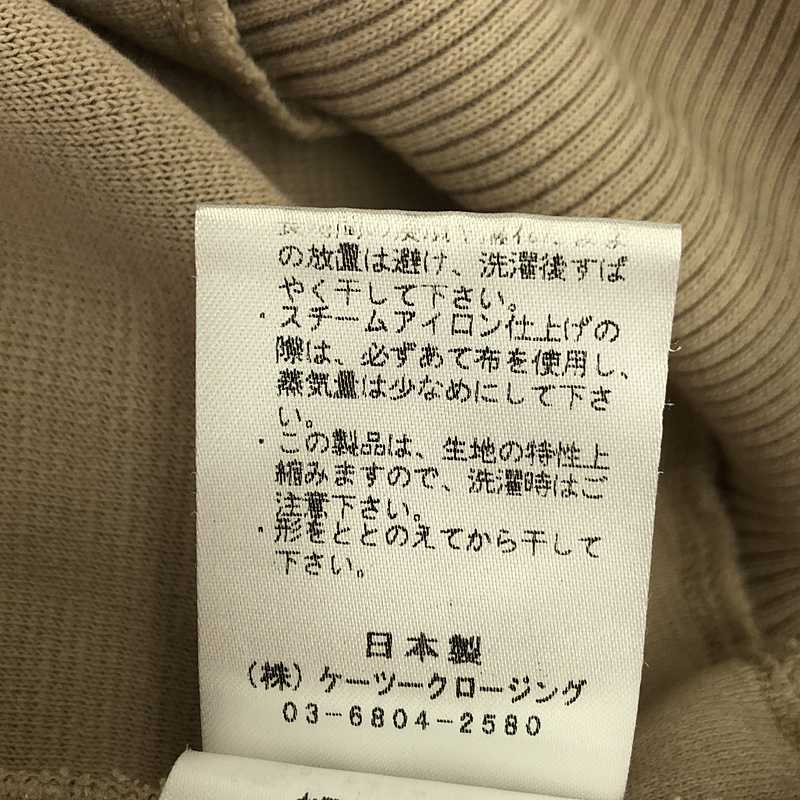 の放置は避け、洗濯後すば
やく干して下さい。
・スチームアイロン仕上げの
際は、必ずあて布を使用し、
蒸気量は少なめにして下さ
い。
・この製品は、生地の特性上
縮みますので、洗濯時はご
注意下さい。
・形をととのえてから干して
下さい。
日本製
(株)ケーツークロージング
03-6804-2580